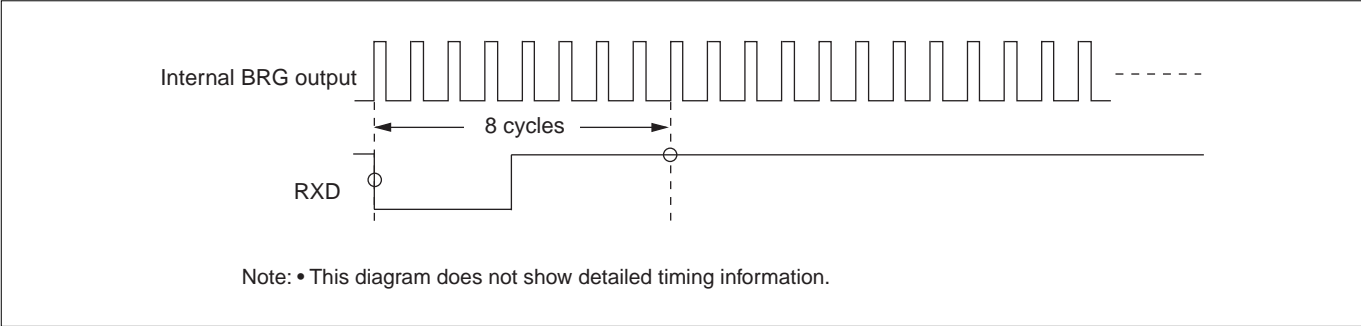 Internal BRG output
8 cycles
RXD
Note: • This diagram does not show detailed timing information.